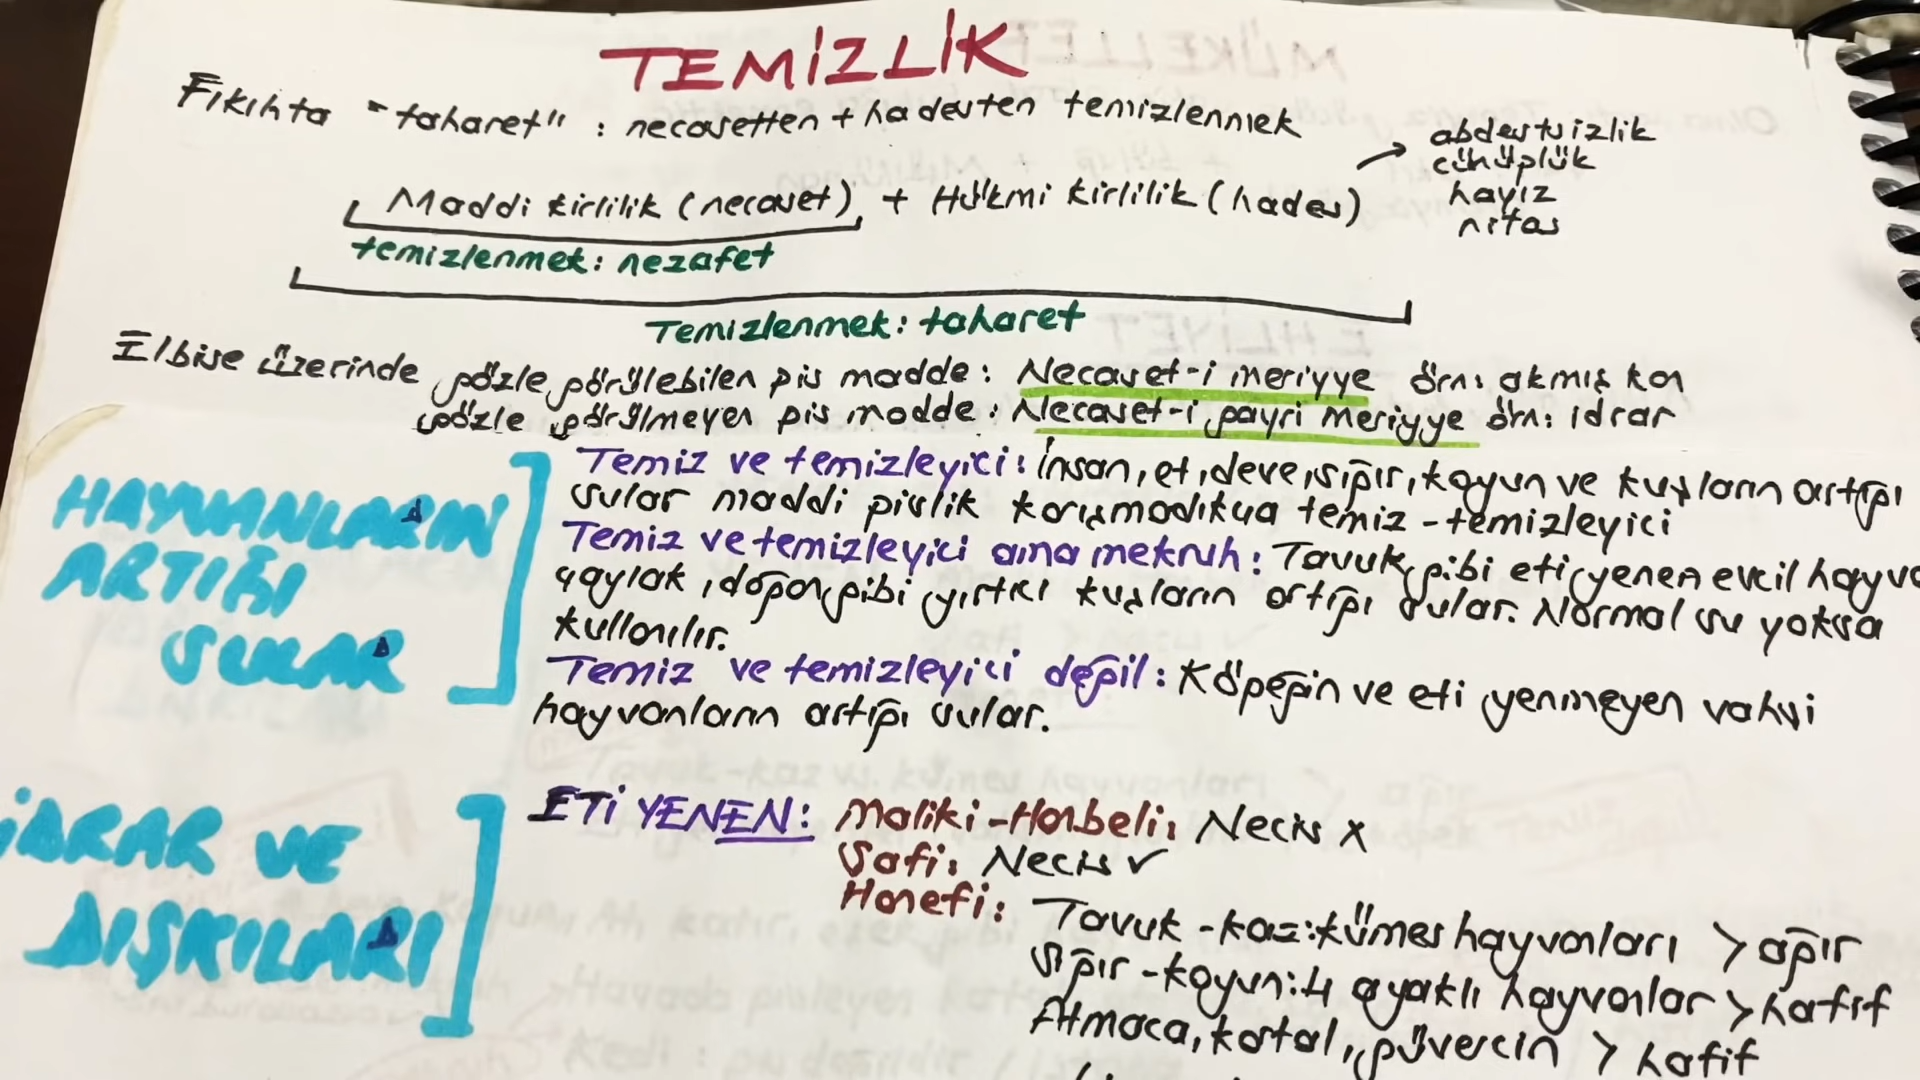 TEMİZLİK
Fıkıhta "taharet" : necasetten + hadesten temizlenmek
abdestsizlik
cünüplük
hayız
nifas
Maddi kirlilik (necaset) + Hükmi kirlilik (hades)
temizlenmek: nezafet
Temizlenmek: taharet
Elbise üzerinde gözle görülebilen pis madde: Necaset-i meriyye örn: akmış kan
gözle görülmeyen pis madde: Necaset-i gayri meriyye örn: idrar
HAYVANLARIN
ARTIĞI
SULAR
Temiz ve temizleyici: İnsan, et, deve, sığır, koyun ve kuşların artığı
sular maddi pislik karışmadıkça temiz - temizleyici
Temiz ve temizleyici ama mekruh: Tavuk gibi eti yenen evcil hayva
çaylak, doğan gibi yırtıcı kuşların artığı sular. Normal su yoksa
kullanılır.
Temiz ve temizleyici değil: Köpeğin ve eti yenmeyen vahşi
hayvanların artığı sular.
İDRAR VE
DIŞKILARI
ETİ YENEN: Maliki-Hanbeli: Necis x
Şafi: Necis ✓
Hanefi: Tavuk-kaz: kümes hayvanları > ağır
Sığır-koyun: 4 ayaklı hayvanlar > hafif
Atmaca, kartal, güvercin > hafif